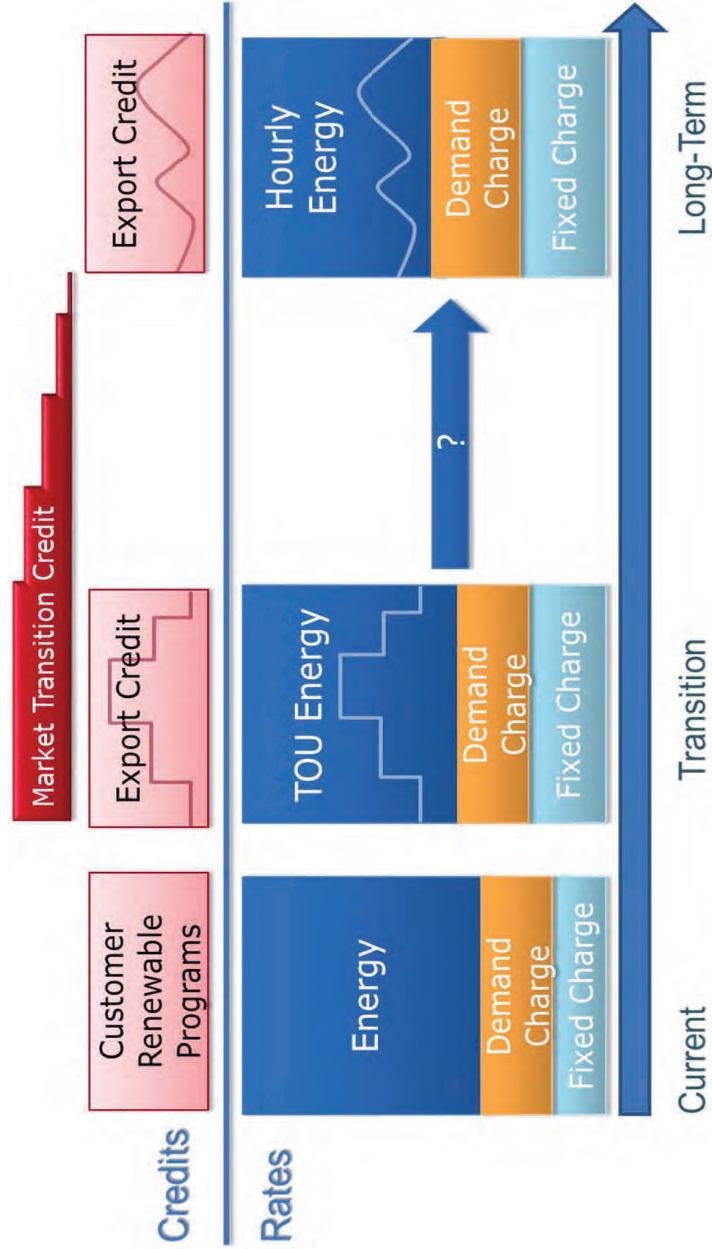 Market Transition Credit
Credits
Customer
Renewable
Programs
Export Credit
Export Credit
Rates
Energy
Demand
Charge
Fixed Charge
TOU Energy
Demand
Charge
Fixed Charge
?
Hourly
Energy
Demand
Charge
Fixed Charge
Current
Transition
Long-Term